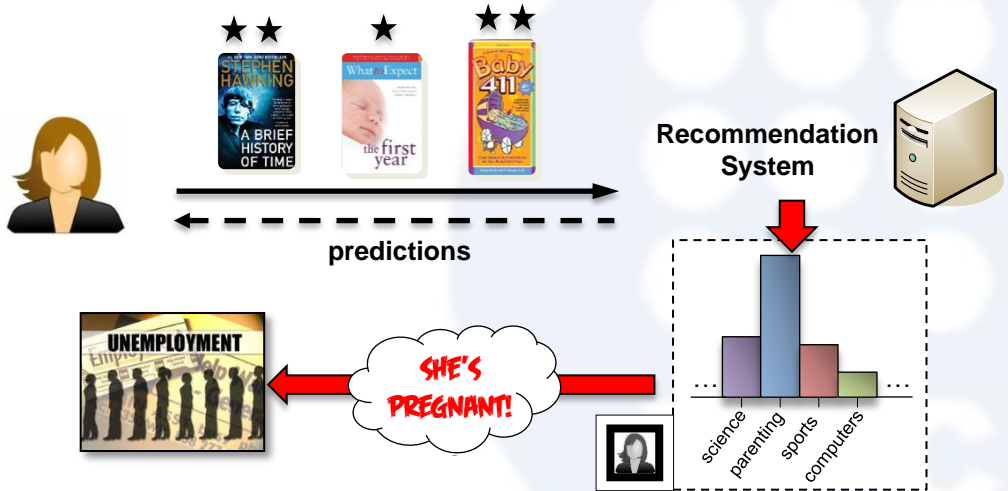 STEPHEN
HAWKING
A BRIEF
HISTORY
OF TIME
What to Expect
the first
year
Baby
411
Recommendation
System
predictions
UNEMPLOYMENT
SHE'S
PREGNANT!
... ...
science
parenting
sports
computers